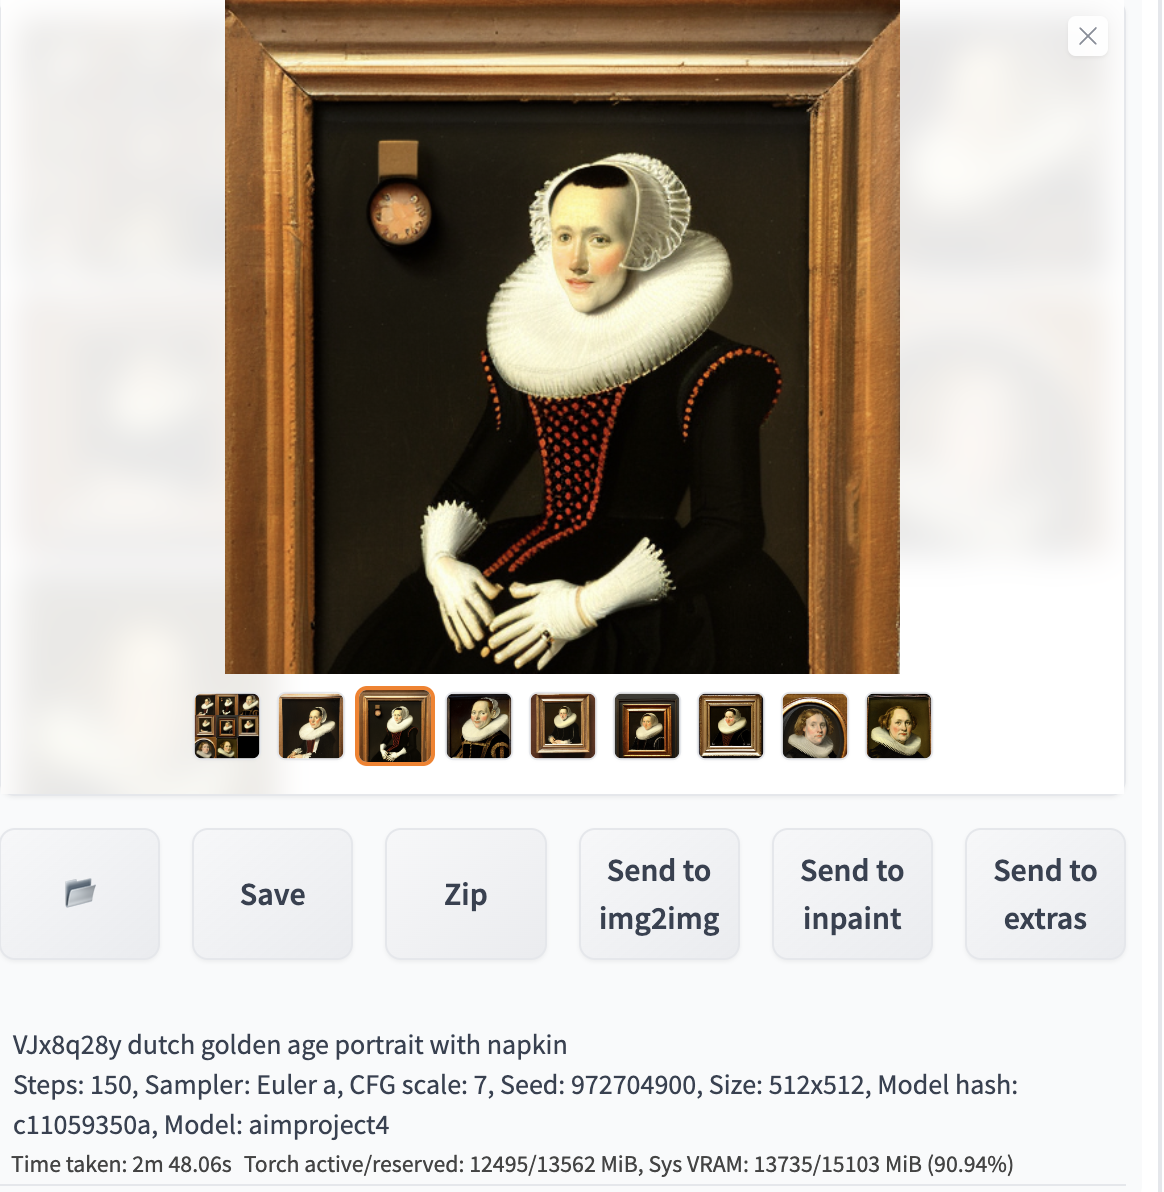 Save
Zip
Send to
img2img
Send to
inpaint
Send to
extras
VJx8q28y dutch golden age portrait with napkin
Steps: 150, Sampler: Euler a, CFG scale: 7, Seed: 972704900, Size: 512x512, Model hash:
c11059350a, Model: aimproject4
Time taken: 2m 48.06s Torch active/reserved: 12495/13562 MiB, Sys VRAM: 13735/15103 MiB (90.94%)